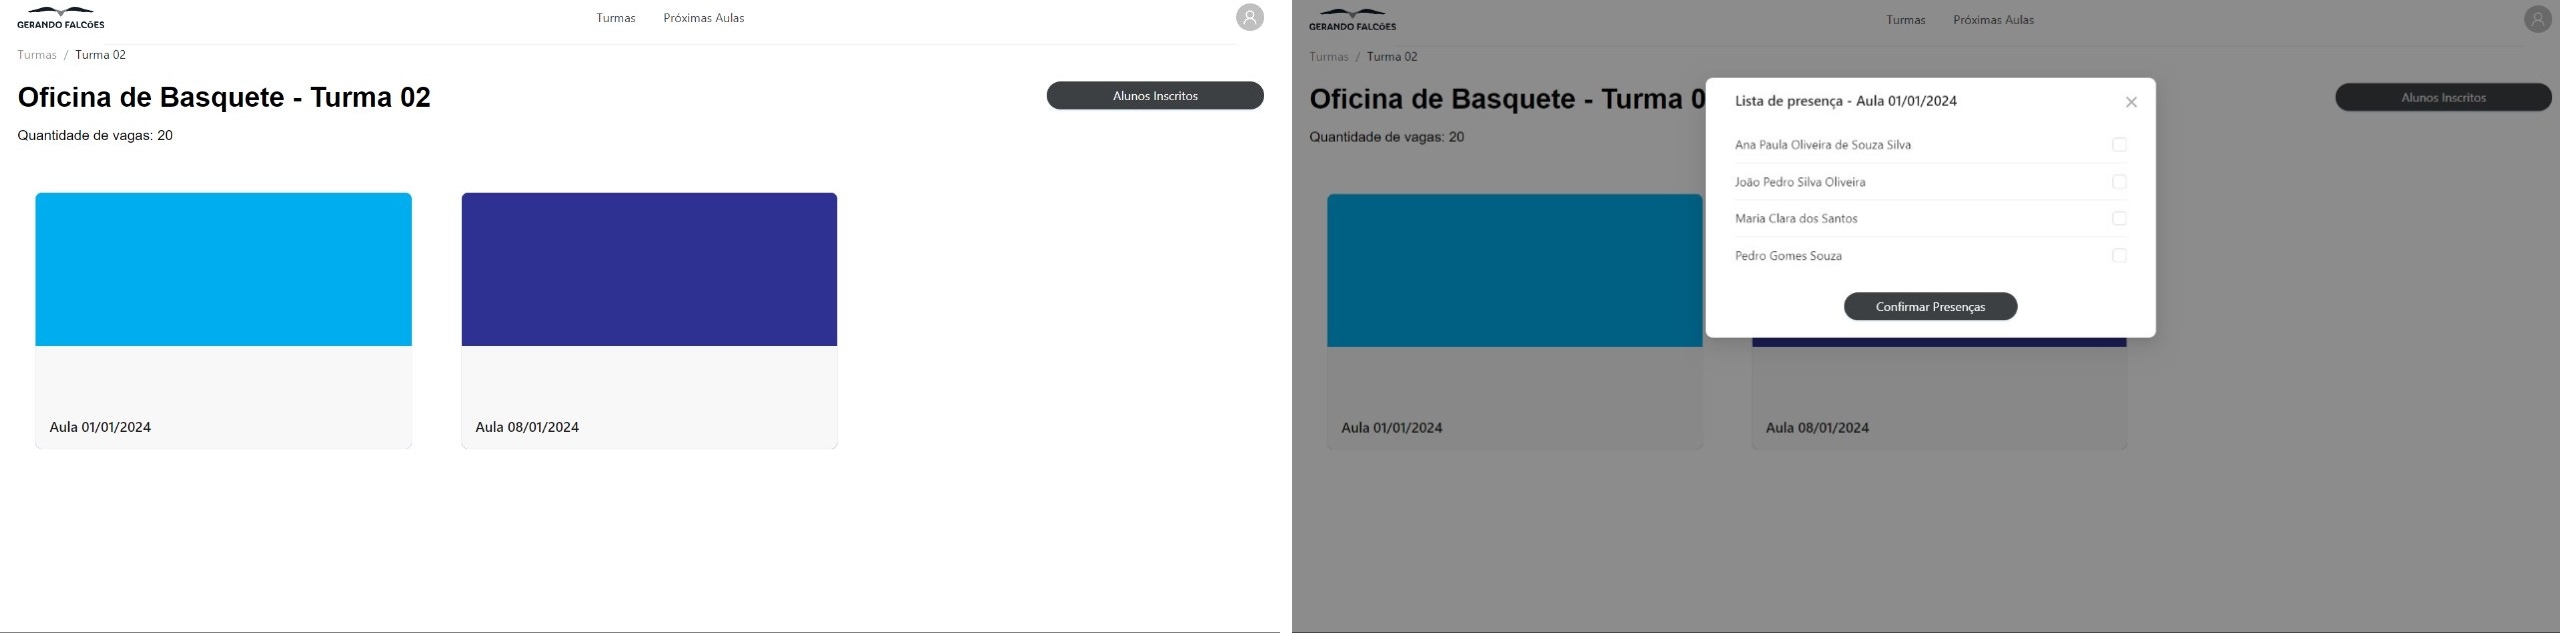 GERANDO FALCÕES
Turmas Próximas Aulas
Turmas / Turma 02
Oficina de Basquete - Turma 02
Alunos Inscritos
Quantidade de vagas: 20
Aula 01/01/2024
Aula 08/01/2024
GERANDO FALCÕES
Turmas Próximas Aulas
Turmas / Turma 02
Oficina de Basquete - Turma 0
Alunos Inscritos
Quantidade de vagas: 20
Lista de presença - Aula 01/01/2024
Ana Paula Oliveira de Souza Silva
João Pedro Silva Oliveira
Maria Clara dos Santos
Pedro Gomes Souza
Confirmar Presenças
Aula 01/01/2024
Aula 08/01/2024